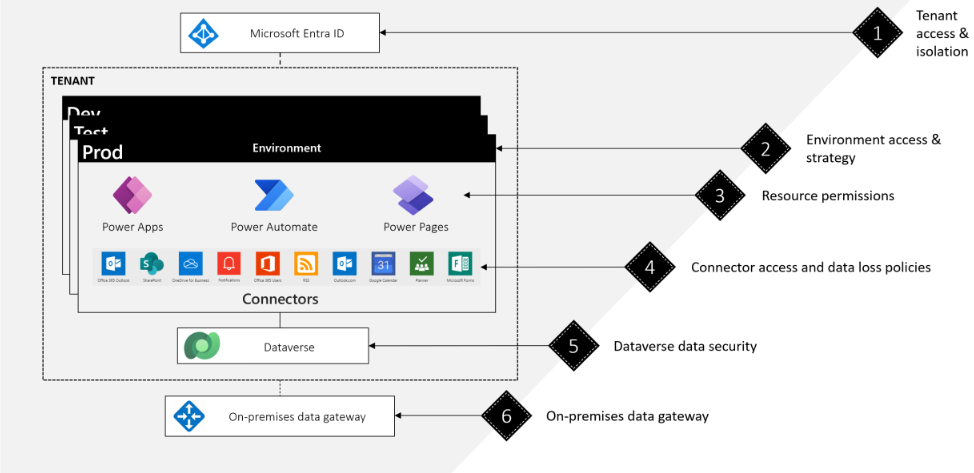 Microsoft Entra ID
1
Tenant
access &
isolation
TENANT
Dev
Test
Prod
Environment
2
Environment access &
strategy
Power Apps
Power Automate
Power Pages
3
Resource permissions
Office 365 Outlook
SharePoint
OneDrive for Business
Notifications
Office 365 Users
RSS
Outlook.com
31
Google Calendar
Planner
Microsoft Forms
4
Connector access and data loss policies
Connectors
Dataverse
5
Dataverse data security
On-premises data gateway
6
On-premises data gateway